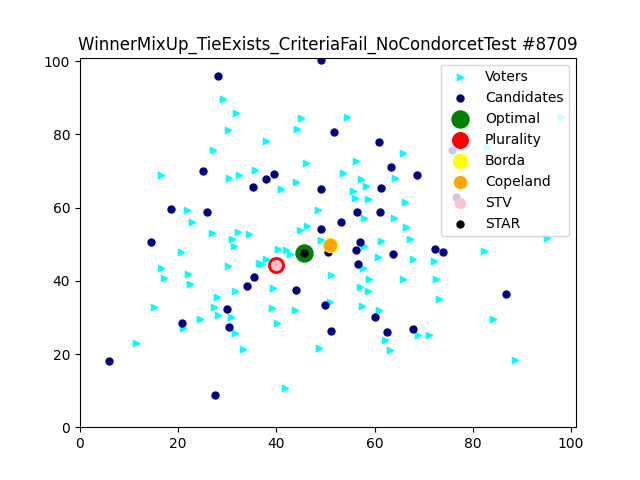 WinnerMixUp_TieExists_CriteriaFail_NoCondorcetTest #8709
100
80
60
40
20
0
0 20 40 60 80 100
Voters
Candidates
Optimal
Plurality
Borda
Copeland
STV
STAR